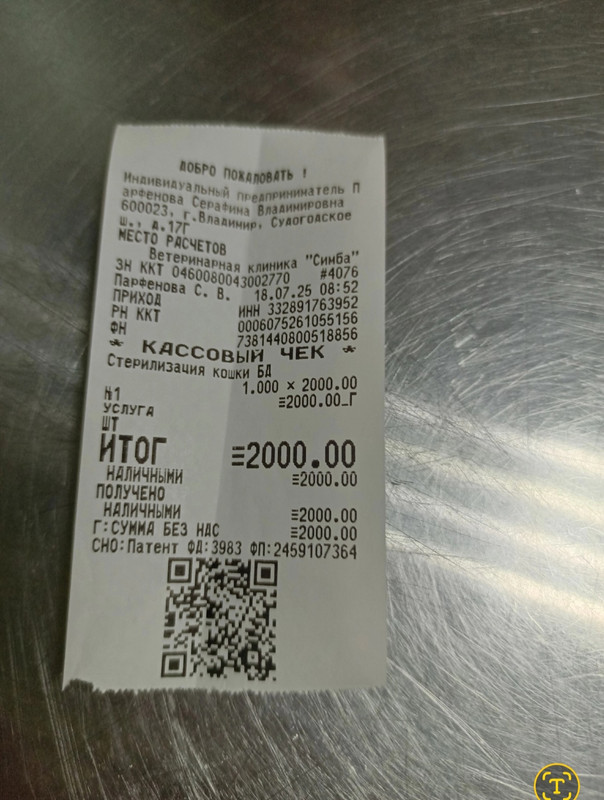 ДОБРО ПОЖАЛОВАТЬ !
Индивидуальный предприниматель П
арфенова Серафина Владимировна
600023, г.Владимир, Судогодское
ш., д.17Г
МЕСТО РАСЧЕТОВ
Ветеринарная клиника "Симба"
ЗН ККТ 0460080043002770 #4076
Парфенова С. В. 18.07.25 08:52
ПРИХОД ИНН 332891763952
РН ККТ 0006075261055156
ФН 7381440800518856
* КАССОВЫЙ ЧЕК *
Стерилизация кошки БД
1.000 × 2000.00
№1 ≡2000.00_Г
УСЛУГА
ШТ
ИТОГ ≡2000.00
НАЛИЧНЫМИ ≡2000.00
ПОЛУЧЕНО
НАЛИЧНЫМИ ≡2000.00
Г:СУММА БЕЗ НДС ≡2000.00
СНО:Патент ФД:3983 ФП:2459107364
T